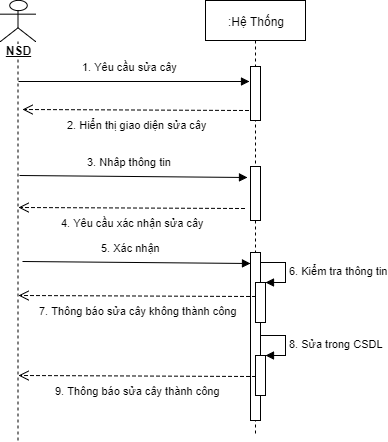 :Hệ Thống
NSD
1. Yêu cầu sửa cây
2. Hiển thị giao diện sửa cây
3. Nhâp thông tin
4. Yêu cầu xác nhận sửa cây
5. Xác nhận
6. Kiểm tra thông tin
7. Thông báo sửa cây không thành công
8. Sửa trong CSDL
9. Thông báo sửa cây thành công